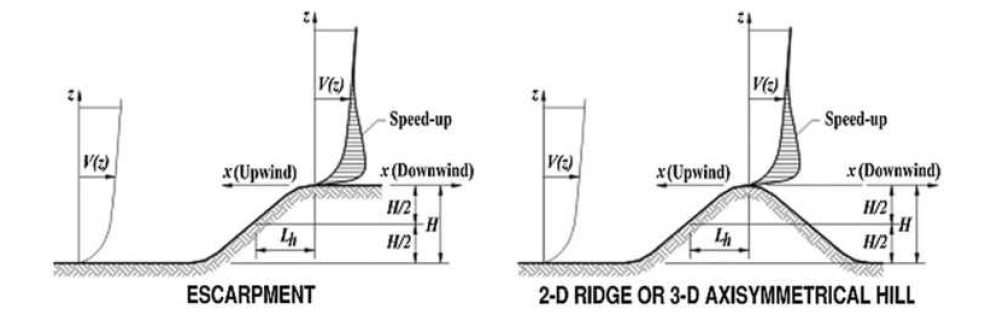 z
V(z)
Speed-up
x (Upwind)
x (Downwind)
H/2
H
H/2
Lh
z
V(z)
ESCARPMENT
z
V(z)
Speed-up
x (Upwind)
x (Downwind)
H/2
H
H/2
Lh
z
V(z)
2-D RIDGE OR 3-D AXISYMMETRICAL HILL